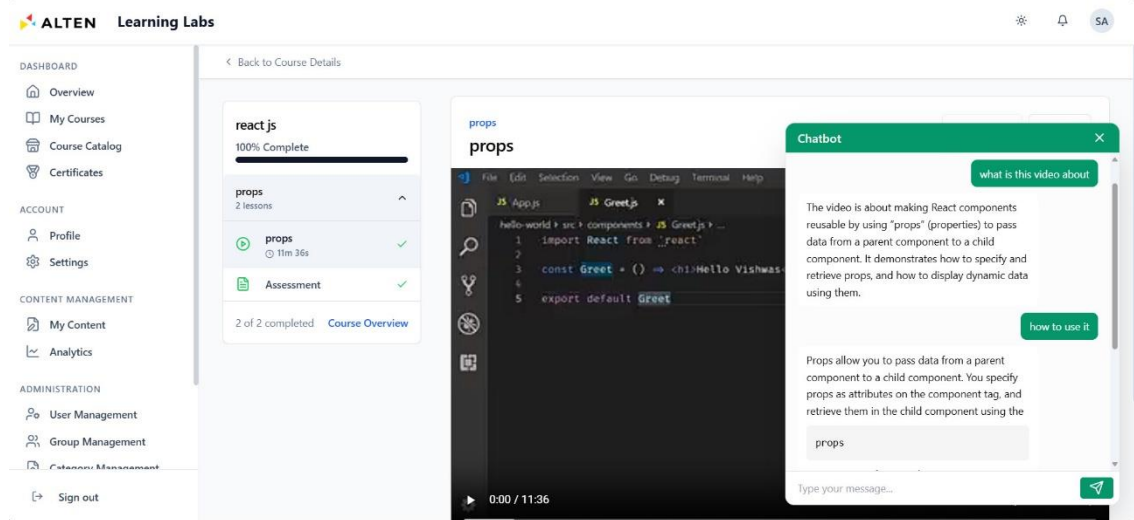 ALTEN Learning Labs
SA
DASHBOARD
Overview
My Courses
Course Catalog
Certificates
ACCOUNT
Profile
Settings
CONTENT MANAGEMENT
My Content
Analytics
ADMINISTRATION
User Management
Group Management
Category Management
Sign out
Back to Course Details
react js
100% Complete
props
2 lessons
props
11m 36s
Assessment
2 of 2 completed Course Overview
props
props
File Edit Selection View Go Debug Terminal Help
JS App.js JS Greet.js ×
hello-world › src › components › JS Greet.js › ...
1 import React from 'react'
2
3 const Greet = () => <h1>Hello Vishwas<
4
5 export default Greet
0:00 / 11:36
Chatbot
what is this video about
The video is about making React components
reusable by using "props" (properties) to pass
data from a parent component to a child
component. It demonstrates how to specify and
retrieve props, and how to display dynamic data
using them.
how to use it
Props allow you to pass data from a parent
component to a child component. You specify
props as attributes on the component tag, and
retrieve them in the child component using the
props
Type your message...